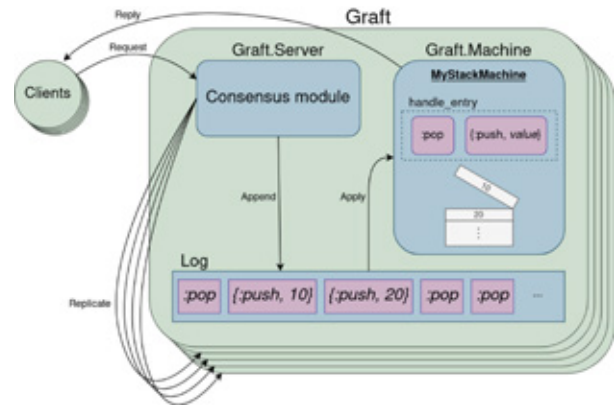 Graft
Reply
Graft.Server
Graft.Machine
Request
MyStackMachine
Clients
Consensus module
handle_entry
:pop
{:push, value}
10
Append
Apply
20
⋮
Log
:pop
{:push, 10}
{:push, 20}
:pop
:pop
...
Replicate